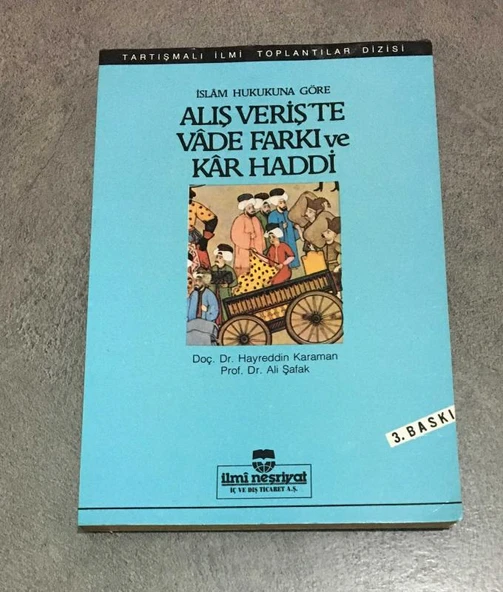 TARTIŞMALI İLMİ TOPLANTILAR DİZİSİ
İSLÂM HUKUKUNA GÖRE
ALIŞ VERİŞ'TE
VÂDE FARKI ve
KÂR HADDİ
Doç. Dr. Hayreddin Karaman
Prof. Dr. Ali Şafak
3. BASKI
ilmî neşriyat
İÇ VE DIŞ TİCARET A.Ş.